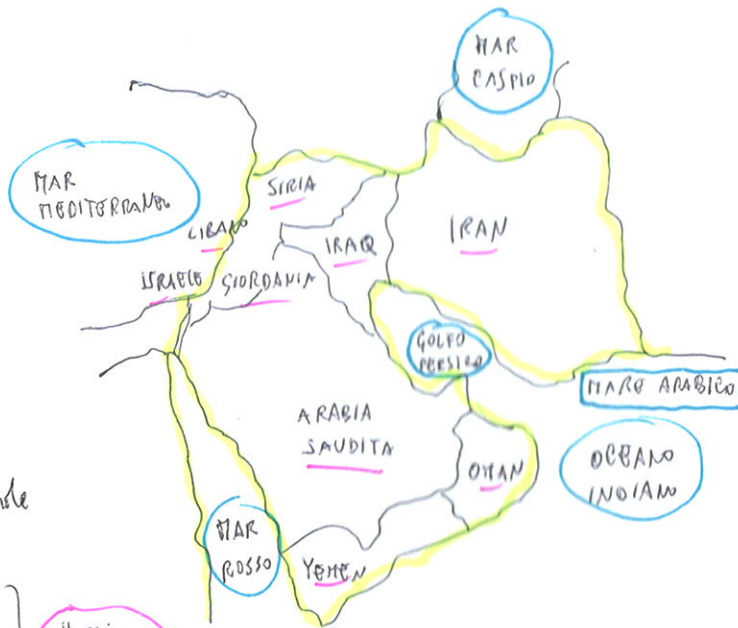 MAR
CASPIO
MAR
MEDITERRANEO
SIRIA
LIBANO
IRAQ
IRAN
ISRAELE
GIORDANIA
GOLFO
PERSICO
MARE ARABICO
ARABIA
SAUDITA
OMAN
OCEANO
INDIANO
MAR
ROSSO
YEMEN